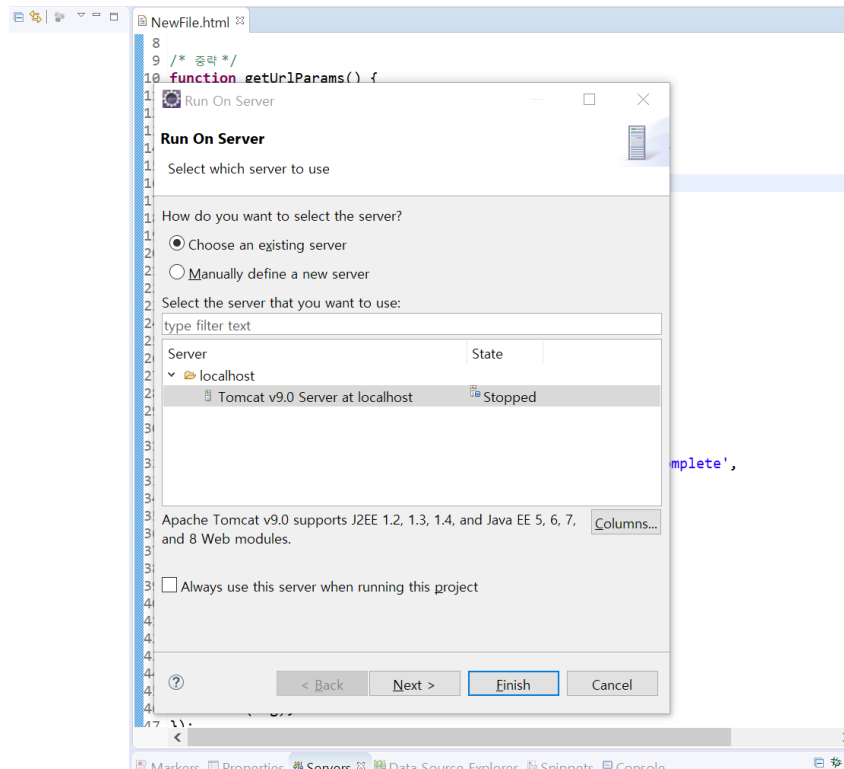 NewFile.html
8
9 /* 중략 */
10 function getUrlParams() {
Run On Server
Run On Server
Select which server to use
How do you want to select the server?
Choose an existing server
Manually define a new server
Select the server that you want to use:
type filter text
Server State
localhost
Tomcat v9.0 Server at localhost Stopped
mplete',
Apache Tomcat v9.0 supports J2EE 1.2, 1.3, 1.4, and Java EE 5, 6, 7,
and 8 Web modules.
Columns...
Always use this server when running this project
? < Back Next > Finish Cancel
47 });
Markers Properties Servers Data Source Explorer Snippets Console